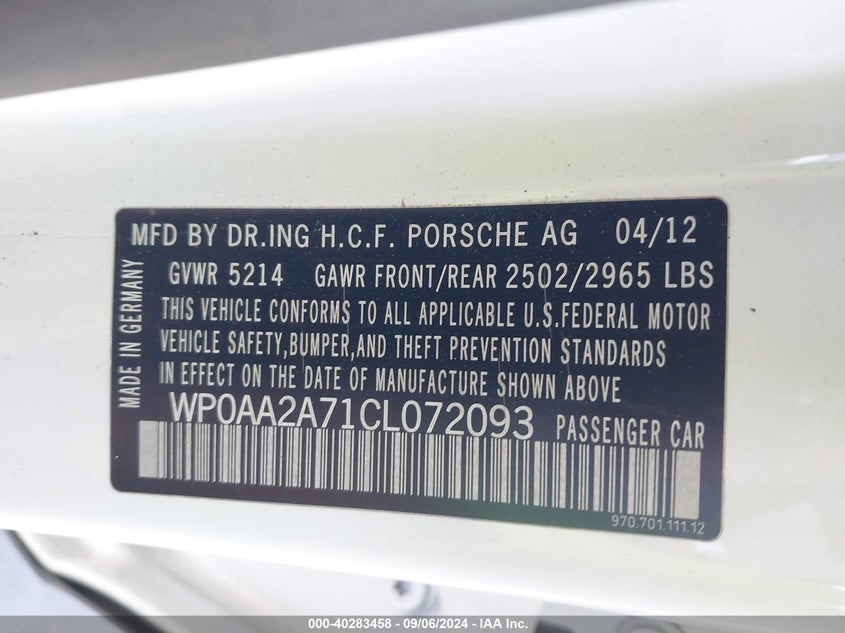 MFD BY DR.ING H.C.F. PORSCHE AG 04/12
GVWR 5214 GAWR FRONT/REAR 2502/2965 LBS
THIS VEHICLE CONFORMS TO ALL APPLICABLE U.S.FEDERAL MOTOR
VEHICLE SAFETY,BUMPER,AND THEFT PREVENTION STANDARDS
IN EFFECT ON THE DATE OF MANUFACTURE SHOWN ABOVE
WP0AA2A71CL072093 PASSENGER CAR
MADE IN GERMANY
970.701.111.12
000-40283458 - 09/06/2024 - IAA